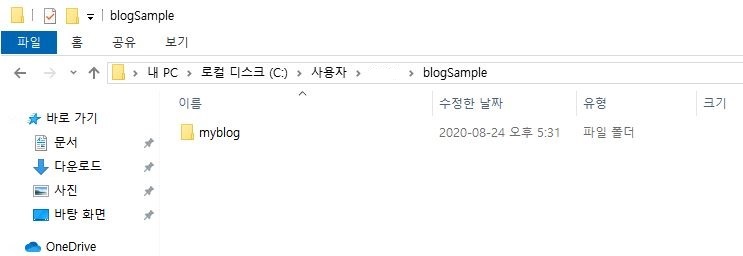 blogSample
파일 홈 공유 보기
내 PC > 로컬 디스크 (C:) > 사용자 > > blogSample
이름 수정한 날짜 유형 크기
바로 가기
myblog 2020-08-24 오후 5:31 파일 폴더
문서
다운로드
사진
바탕 화면
OneDrive